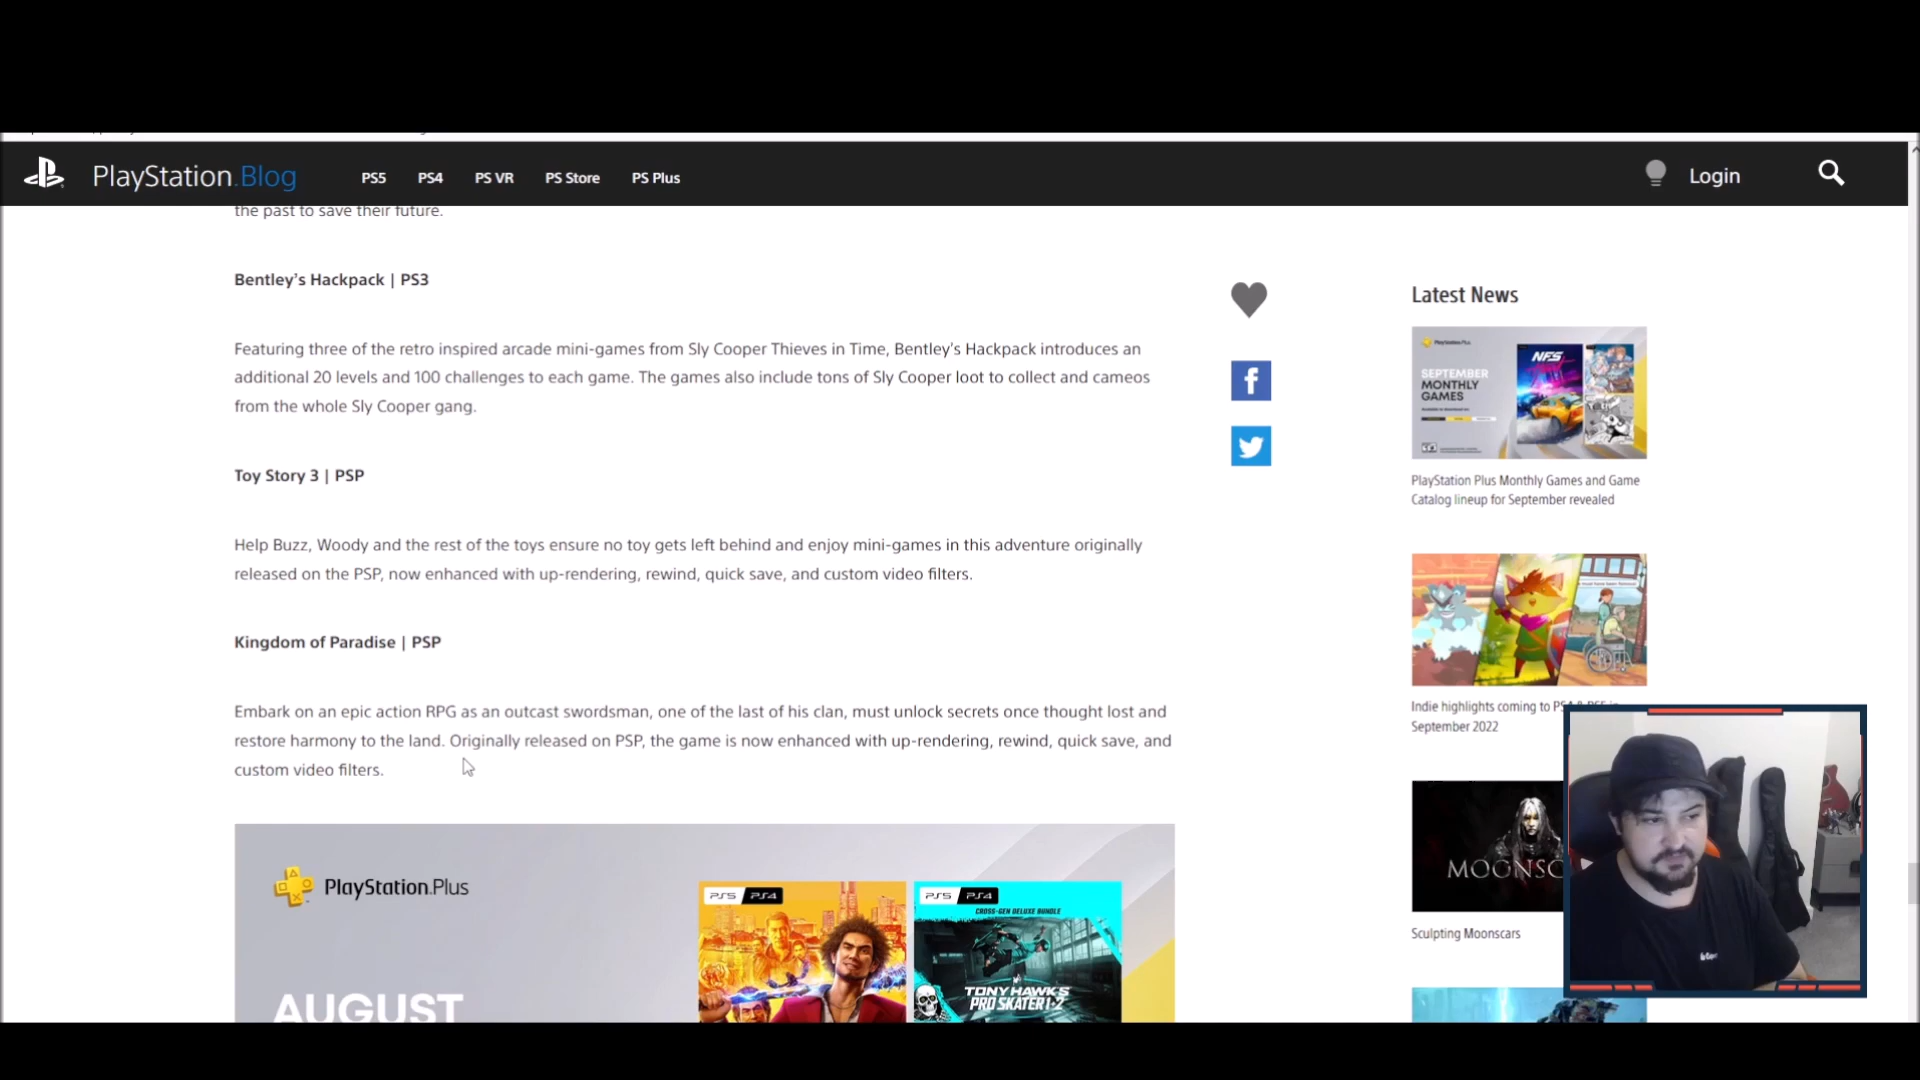 PlayStation.Blog
PS5
PS4
PS VR
PS Store
PS Plus
Login
the past to save their future.
Bentley's Hackpack | PS3
Featuring three of the retro inspired arcade mini-games from Sly Cooper Thieves in Time, Bentley's Hackpack introduces an
additional 20 levels and 100 challenges to each game. The games also include tons of Sly Cooper loot to collect and cameos
from the whole Sly Cooper gang.
Toy Story 3 | PSP
Help Buzz, Woody and the rest of the toys ensure no toy gets left behind and enjoy mini-games in this adventure originally
released on the PSP, now enhanced with up-rendering, rewind, quick save, and custom video filters.
Kingdom of Paradise | PSP
Embark on an epic action RPG as an outcast swordsman, one of the last of his clan, must unlock secrets once thought lost and
restore harmony to the land. Originally released on PSP, the game is now enhanced with up-rendering, rewind, quick save, and
custom video filters.
PlayStation.Plus
AUGUST
PS5 PS4
PS5 PS4
CROSS-GEN DELUXE BUNDLE
TONY HAWK'S
PRO SKATER 1+2
Latest News
PlayStation.Plus
SEPTEMBER
MONTHLY
GAMES
NFS
PlayStation Plus Monthly Games and Game
Catalog lineup for September revealed
Indie highlights coming to PS4 & PS5 in
September 2022
MOONSC
Sculpting Moonscars